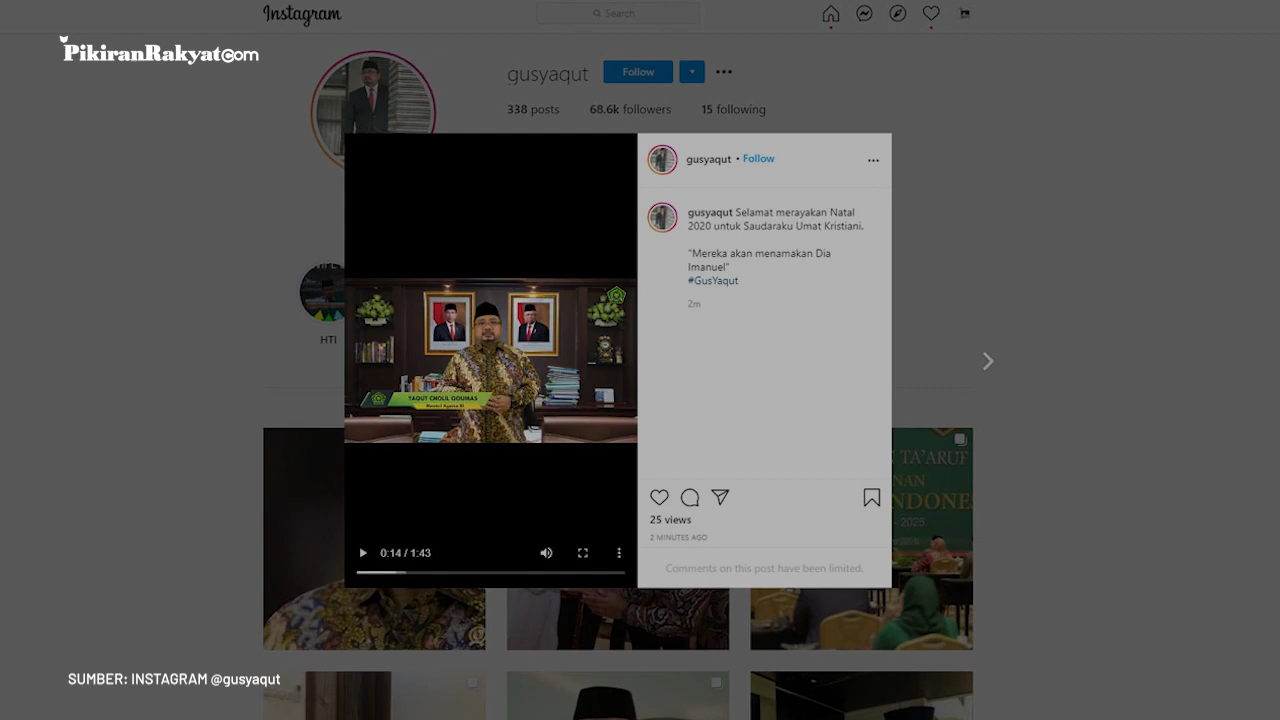 Instagram
Search
PikiranRakyat.com
gusyaqut Follow
338 posts 68.6k followers 15 following
gusyaqut • Follow
gusyaqut Selamat merayakan Natal
2020 untuk Saudaraku Umat Kristiani.
"Mereka akan menamakan Dia
Imanuel"
#GusYaqut
2m
HTI
YAQUT CHOLIL QOUMAS
Menteri Agama RI
TA'ARUF
NAN
NDONES
- 2025
25 views
2 MINUTES AGO
0:14 / 1:43
Comments on this post have been limited.
SUMBER: INSTAGRAM @gusyaqut